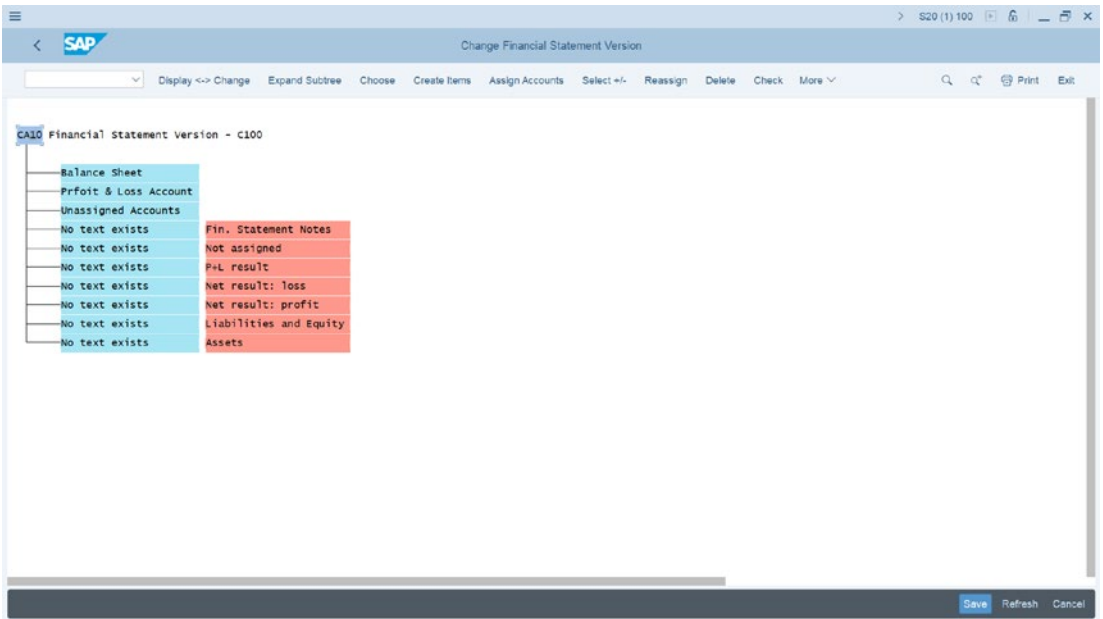 S20 (1) 100
SAP
Change Financial Statement Version
Display <-> Change Expand Subtree Choose Create Items Assign Accounts Select +/- Reassign Delete Check More Print Exit
CA10 Financial Statement Version - C100
Balance Sheet
Prfoit & Loss Account
Unassigned Accounts
No text exists Fin. Statement Notes
No text exists Not assigned
No text exists P+L result
No text exists Net result: loss
No text exists Net result: profit
No text exists Liabilities and Equity
No text exists Assets
Save Refresh Cancel